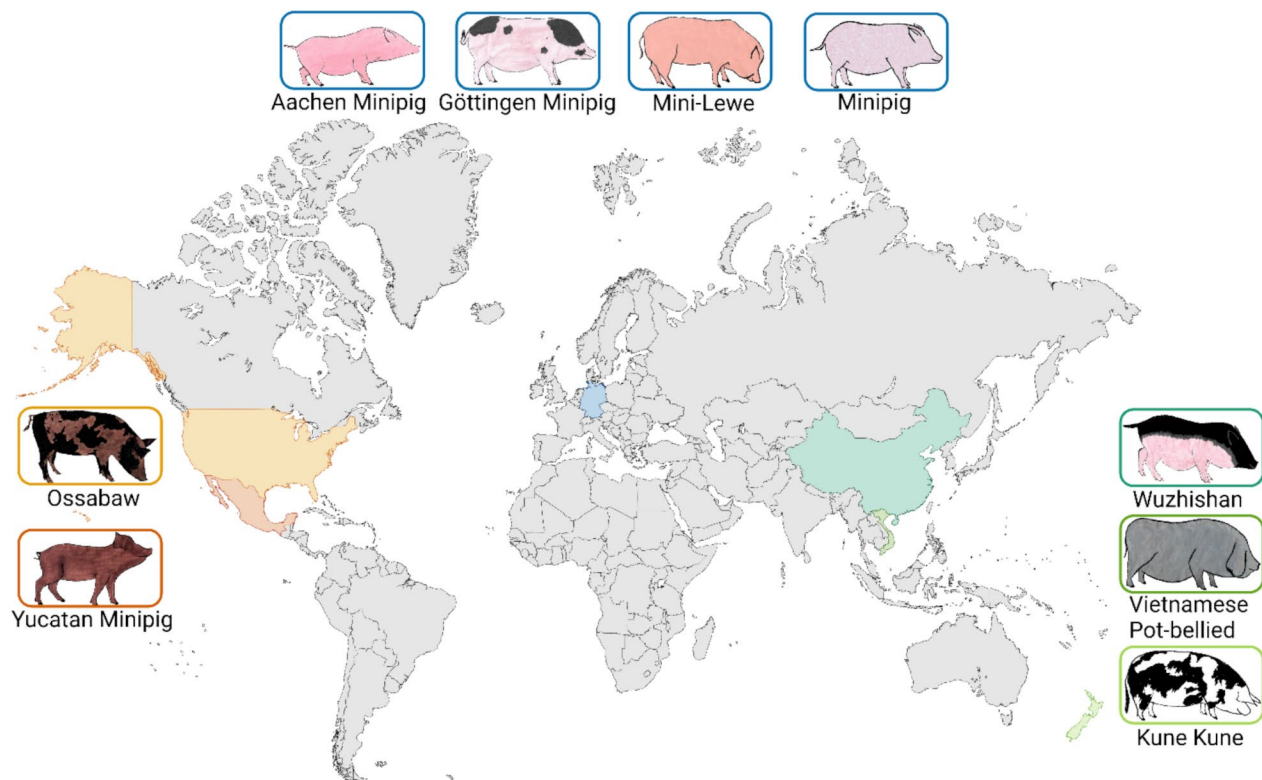 Aachen Minipig
Göttingen Minipig
Mini-Lewe
Minipig
Ossabaw
Yucatan Minipig
Wuzhishan
Vietnamese
Pot-bellied
Kune Kune